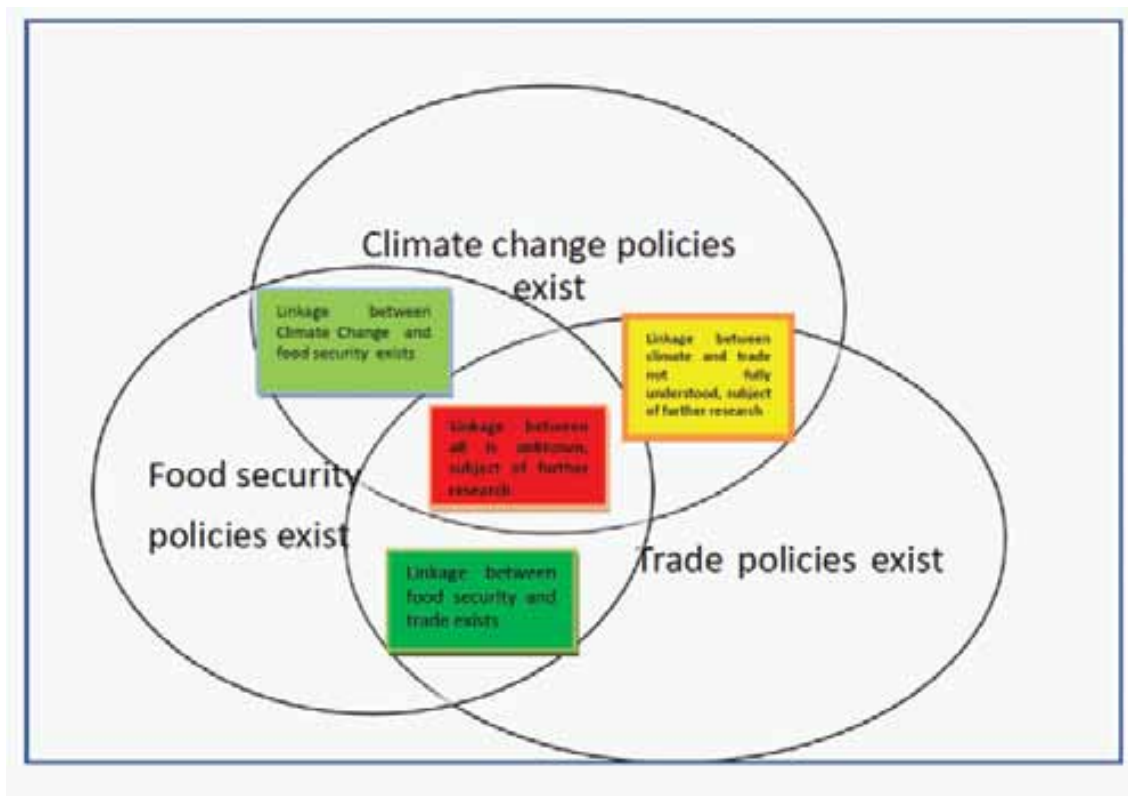 Climate change policies
exist
Linkage between
Climate Change and
food security exists
Linkage between
climate and trade
not fully
understood, subject
of further research
Linkage between
all is unknown,
subject of further
research
Food security
policies exist
Trade policies exist
Linkage between
food security and
trade exists